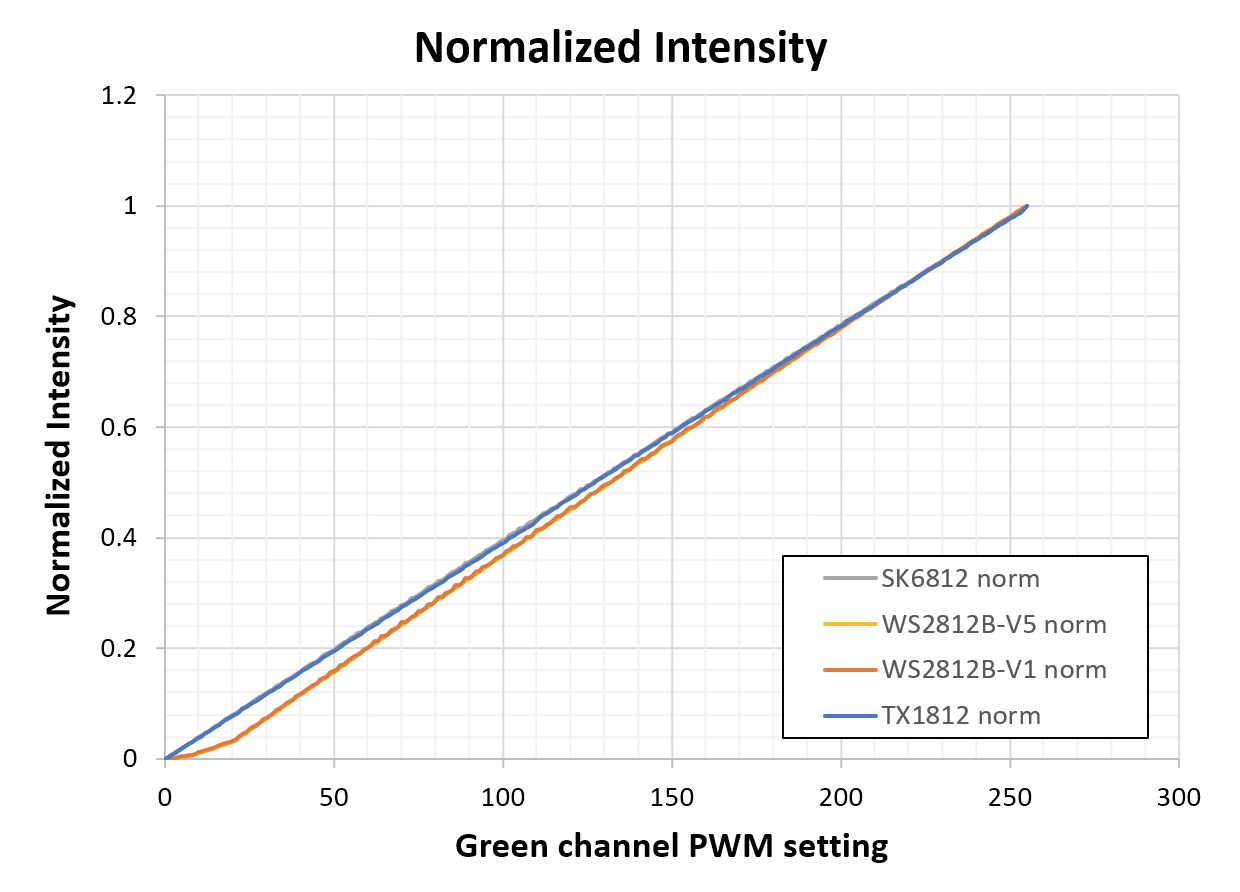 Normalized Intensity
1.2
1
0.8
0.6
0.4
0.2
0
Normalized Intensity
SK6812 norm
WS2812B-V5 norm
WS2812B-V1 norm
TX1812 norm
0 50 100 150 200 250 300
Green channel PWM setting